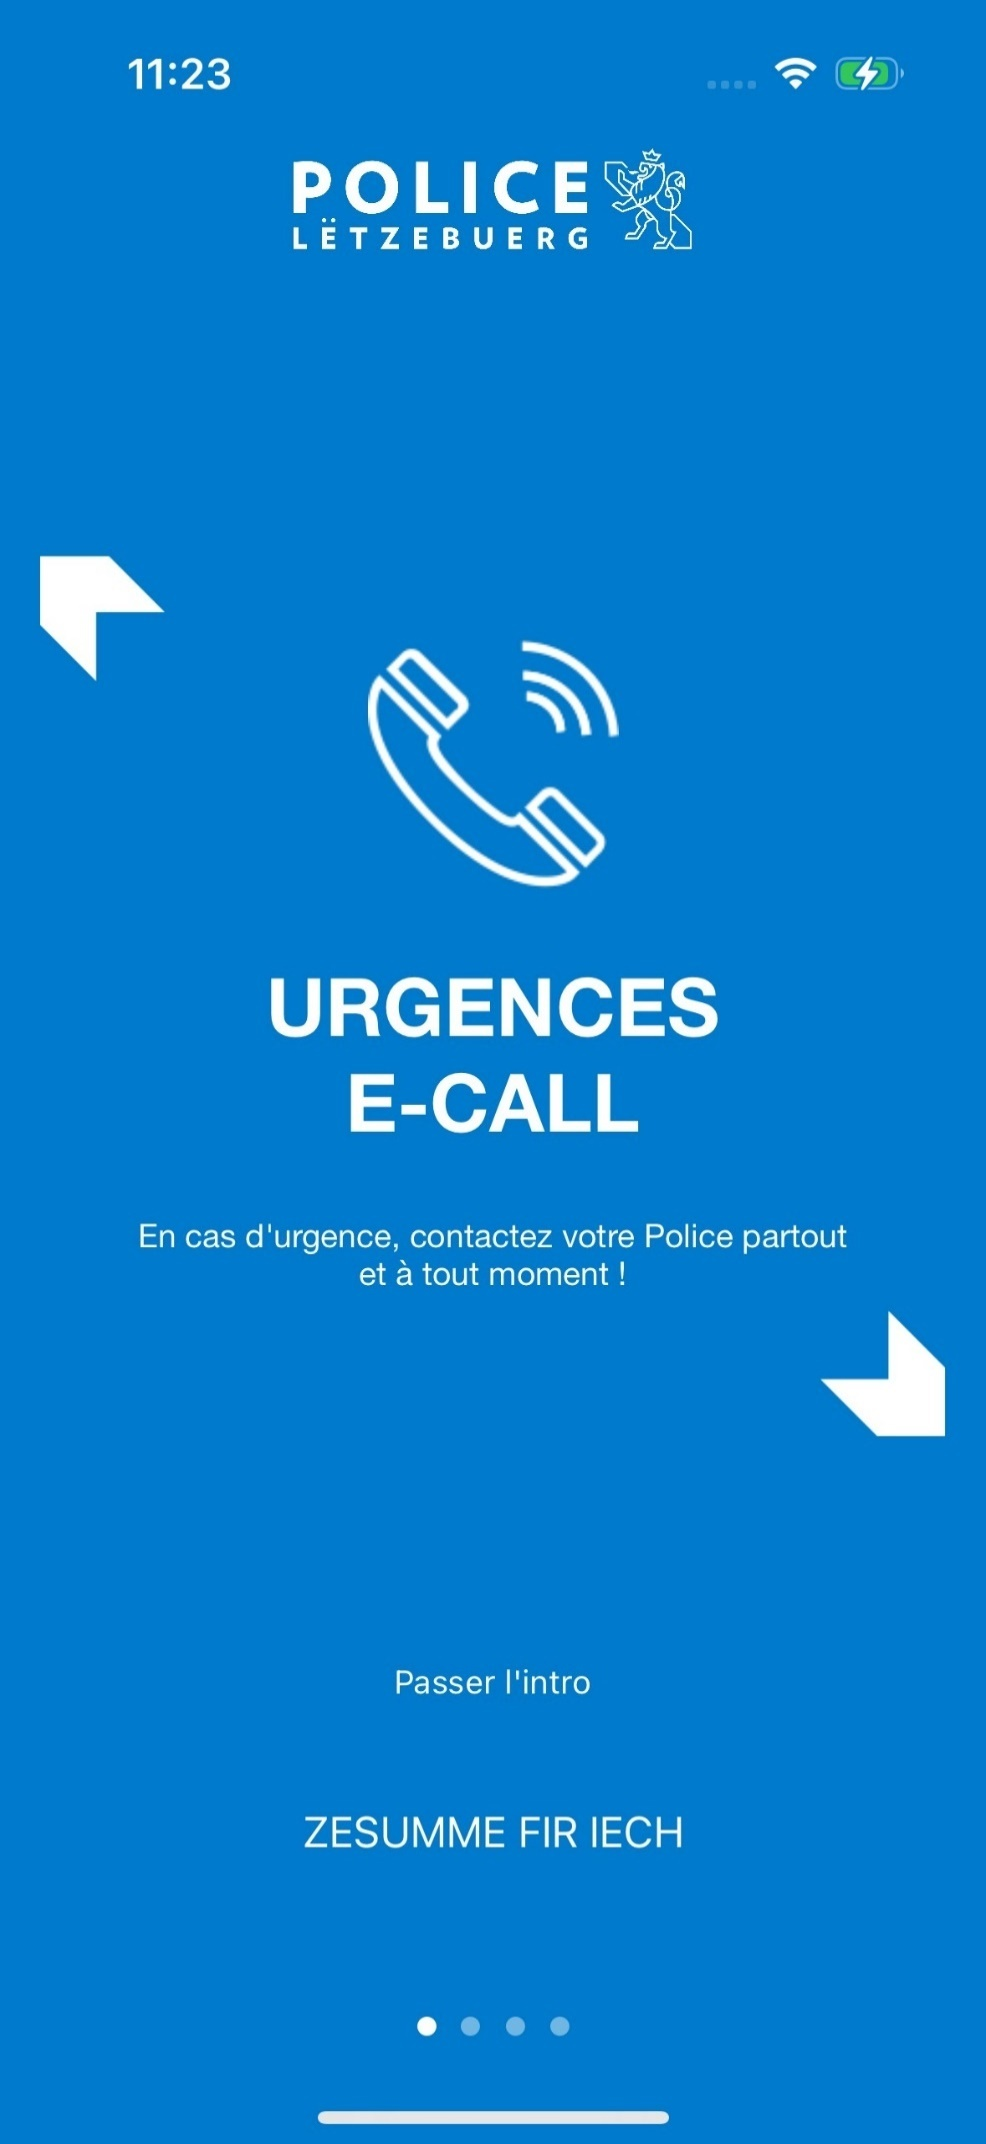 11:23
POLICE
LËTZEBUERG
URGENCES
E-CALL
En cas d'urgence, contactez votre Police partout
et à tout moment !
Passer l'intro
ZESUMME FIR IECH